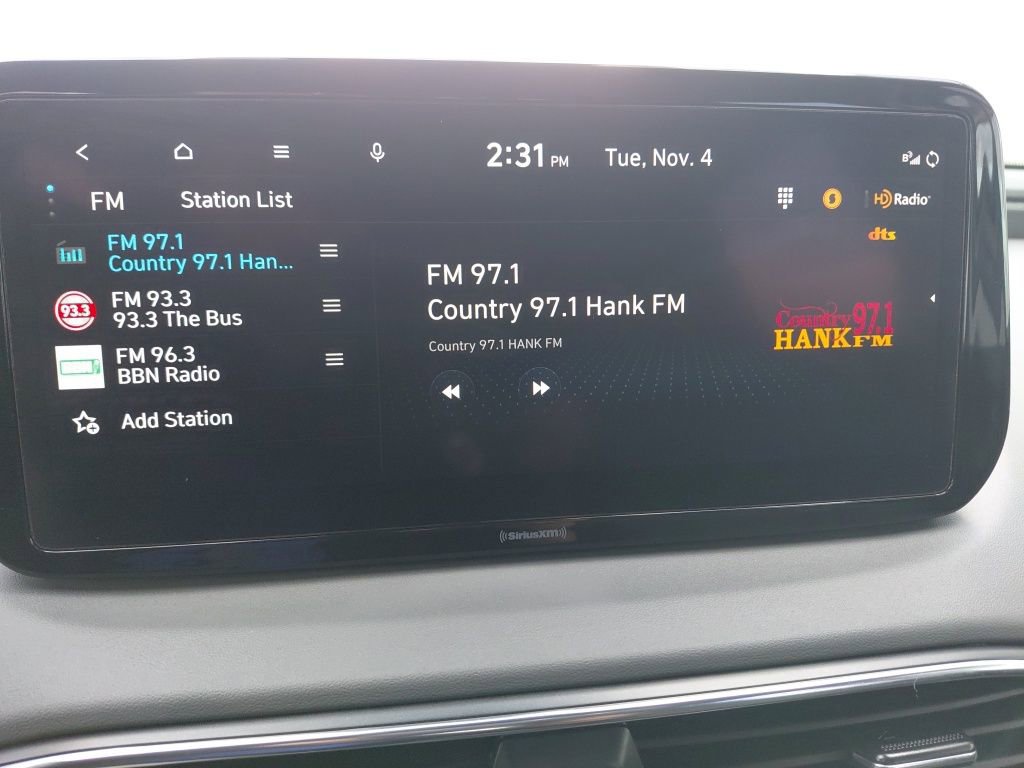 2:31 PM Tue, Nov. 4
FM Station List
HD Radio
dts
FM 97.1
Country 97.1 Han...
93.3
FM 93.3
93.3 The Bus
FM 96.3
BBN Radio
Add Station
FM 97.1
Country 97.1 Hank FM
Country 97.1 HANK FM
Country 97.1
HANK FM
((SiriusXM))